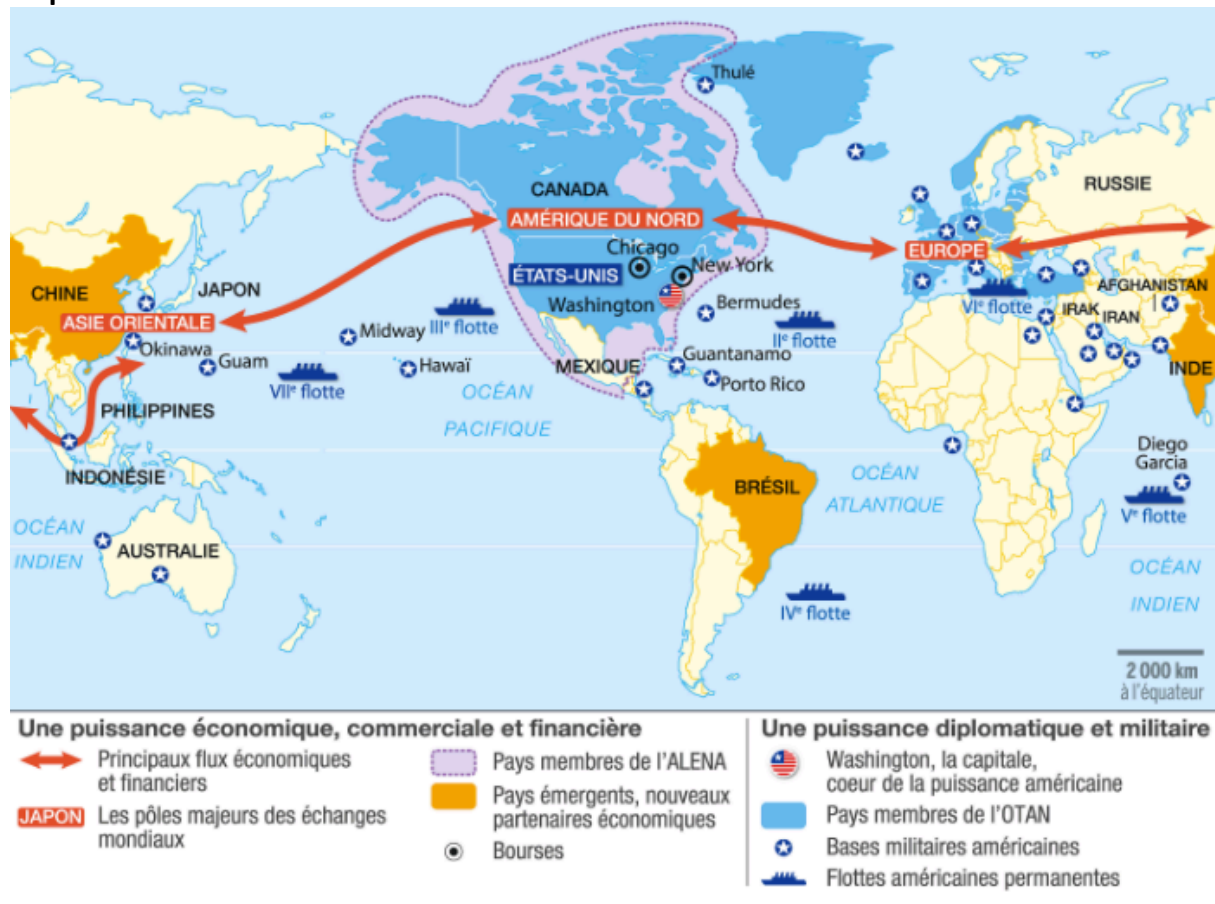 Thulé
CANADA
RUSSIE
AMÉRIQUE DU NORD
Chicago
EUROPE
New York
ÉTATS-UNIS
CHINE
JAPON
AFGHANISTAN
Washington
Bermudes
VIe flotte
IRAK
IRAN
ASIE ORIENTALE
IIIe flotte
Midway
IIe flotte
Okinawa
Guam
Hawaï
MEXIQUE
Guantanamo
INDE
VIIe flotte
Porto Rico
OCÉAN
PACIFIQUE
PHILIPPINES
Diego
Garcia
INDONÉSIE
BRÉSIL
OCÉAN
ATLANTIQUE
Ve flotte
OCÉAN
INDIEN
AUSTRALIE
OCÉAN
INDIEN
IVe flotte
2 000 km
à l'équateur
Une puissance économique, commerciale et financière
Principaux flux économiques
et financiers
JAPON
Les pôles majeurs des échanges
mondiaux
Pays membres de l'ALENA
Pays émergents, nouveaux
partenaires économiques
Bourses
Une puissance diplomatique et militaire
Washington, la capitale,
coeur de la puissance américaine
Pays membres de l'OTAN
Bases militaires américaines
Flottes américaines permanentes